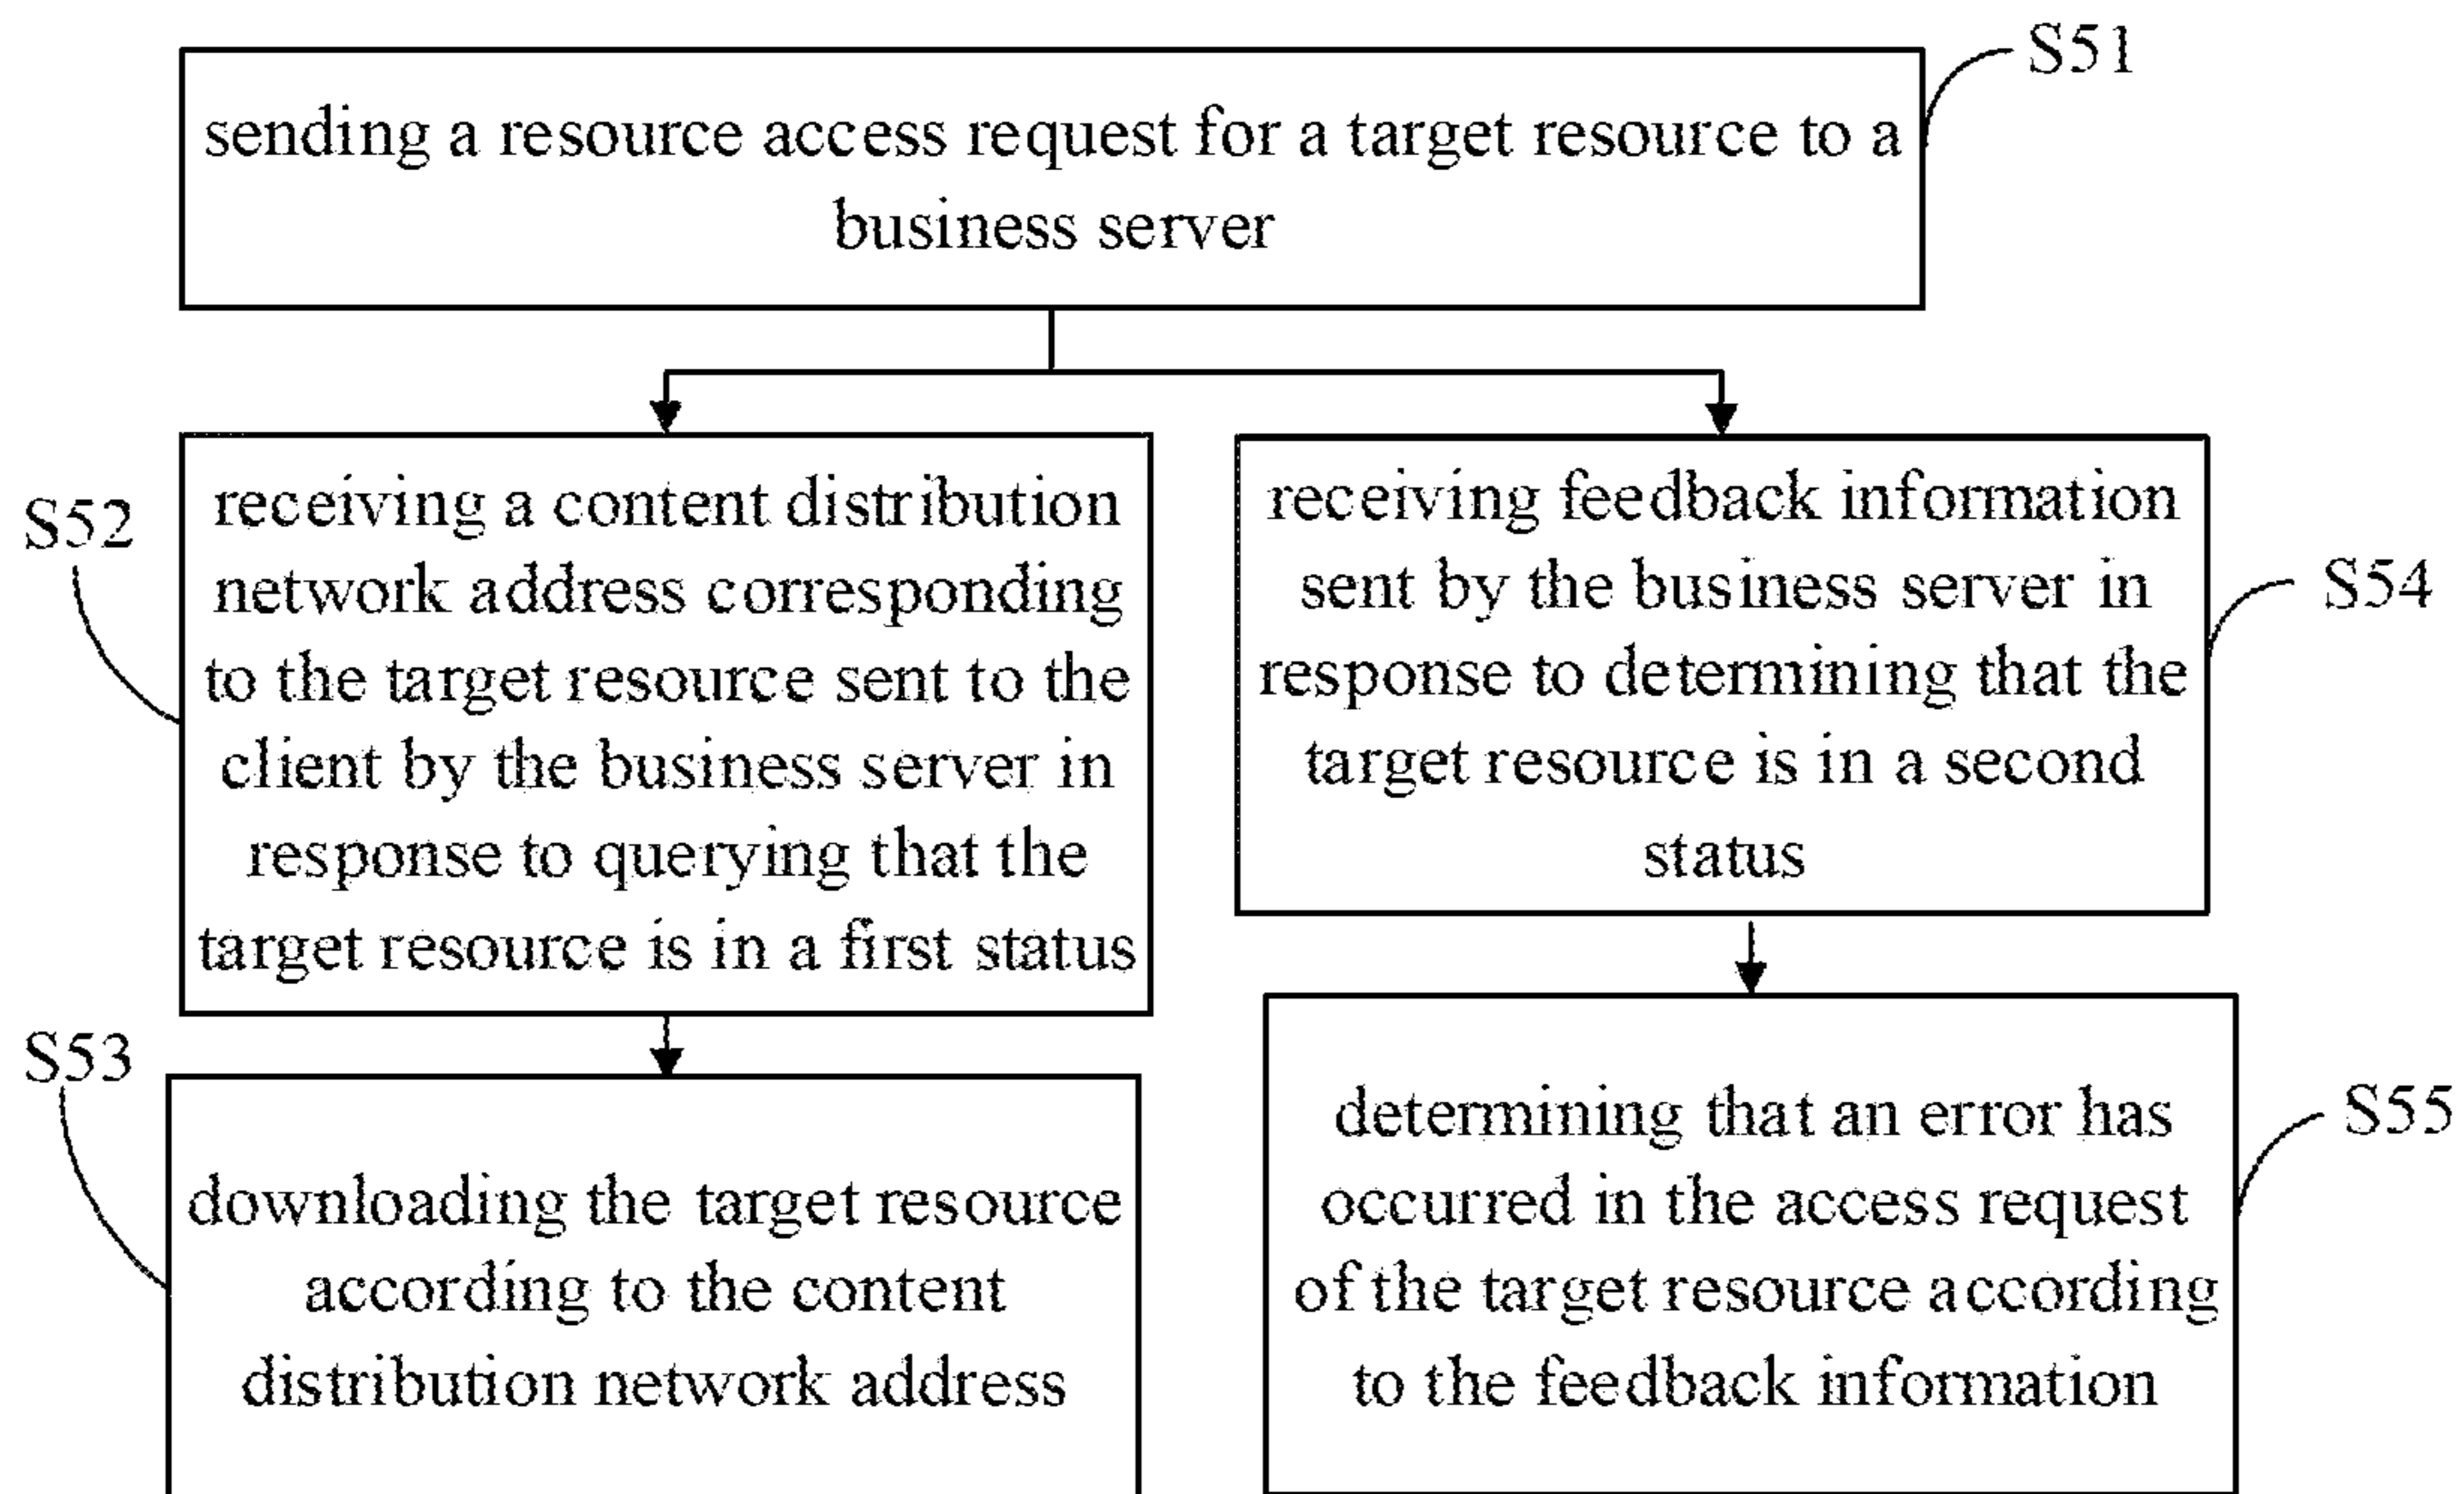 S51
sending a resource access request for a target resource to a
business server
S52
receiving a content distribution
network address corresponding
to the target resource sent to the
client by the business server in
response to querying that the
target resource is in a first status
receiving feedback information
sent by the business server in
response to determining that the
target resource is in a second
status
S54
S53
downloading the target resource
according to the content
distribution network address
determining that an error has
occurred in the access request
of the target resource according
to the feedback information
S55